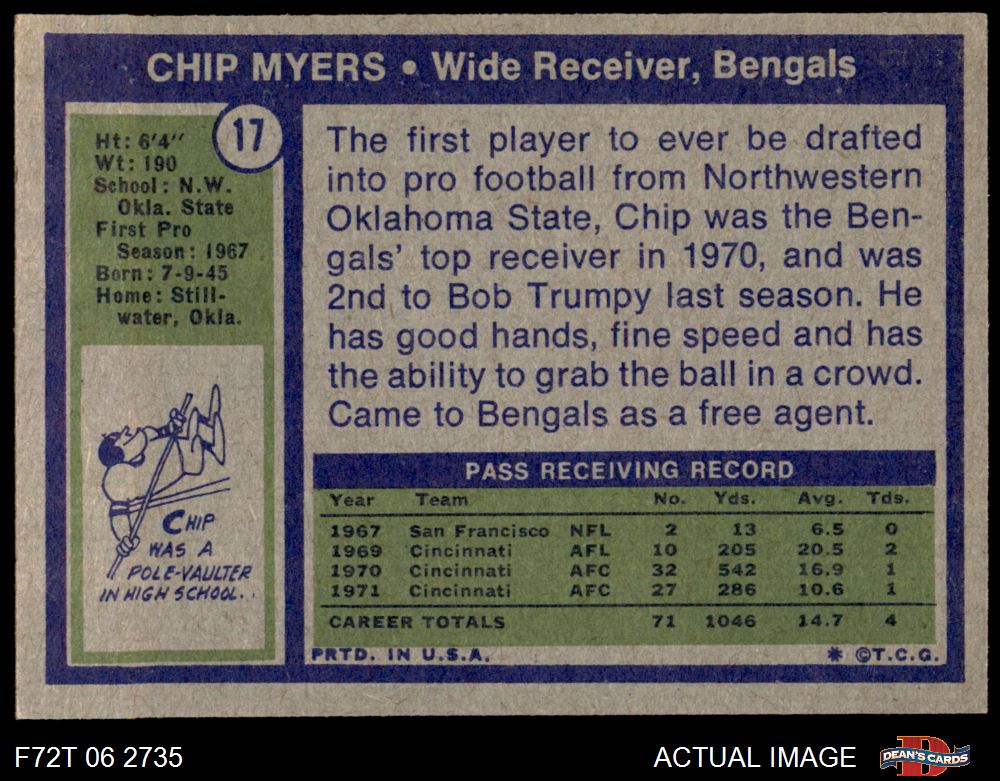 CHIP MYERS • Wide Receiver, Bengals
17
Ht: 6'4"
Wt: 190
School: N.W.
Okla. State
First Pro
Season: 1967
Born: 7-9-45
Home: Still-
water, Okla.
CHIP
WAS A
POLE-VAULTER
IN HIGH SCHOOL..
The first player to ever be drafted
into pro football from Northwestern
Oklahoma State, Chip was the Ben-
gals' top receiver in 1970, and was
2nd to Bob Trumpy last season. He
has good hands, fine speed and has
the ability to grab the ball in a crowd.
Came to Bengals as a free agent.
PASS RECEIVING RECORD
Year Team No. Yds. Avg. Tds.
1967 San Francisco NFL 2 13 6.5 0
1969 Cincinnati AFL 10 205 20.5 2
1970 Cincinnati AFC 32 542 16.9 1
1971 Cincinnati AFC 27 286 10.6 1
CAREER TOTALS 71 1046 14.7 4
PRTD. IN U.S.A. * ©T.C.G.
F72T 06 2735 ACTUAL IMAGE DEAN'S CARDS